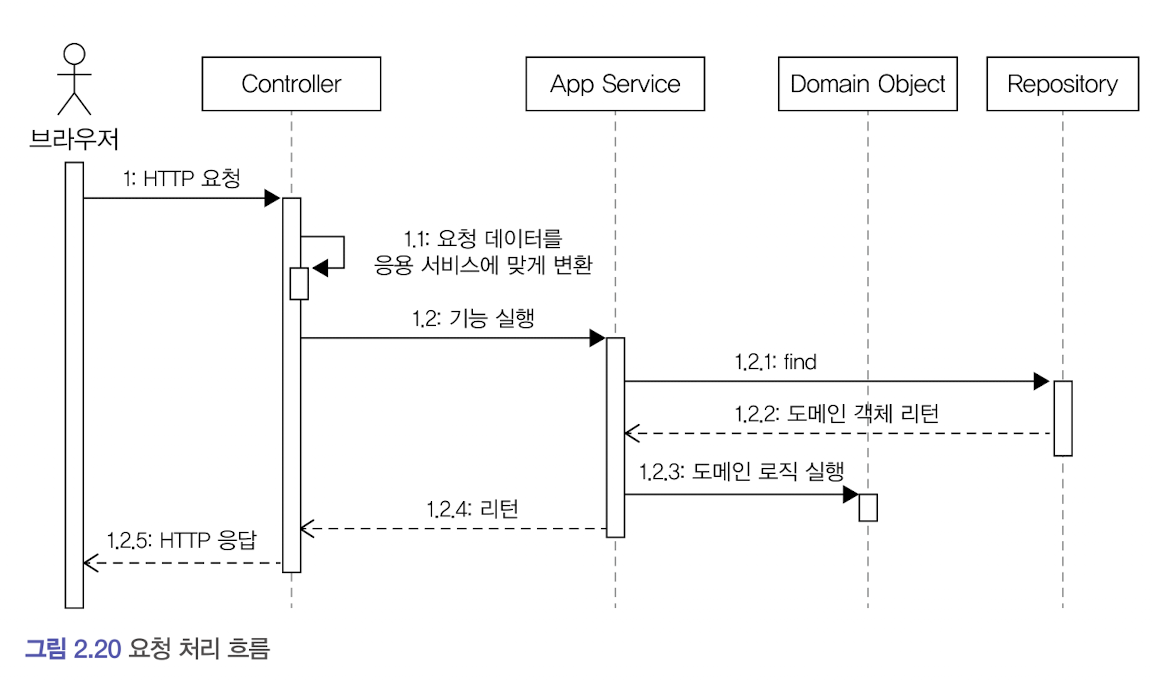 Controller
App Service
Domain Object
Repository
브라우저
1: HTTP 요청
1.1: 요청 데이터를
응용 서비스에 맞게 변환
1.2: 기능 실행
1.2.1: find
1.2.2: 도메인 객체 리턴
1.2.3: 도메인 로직 실행
1.2.4: 리턴
1.2.5: HTTP 응답
그림 2.20 요청 처리 흐름